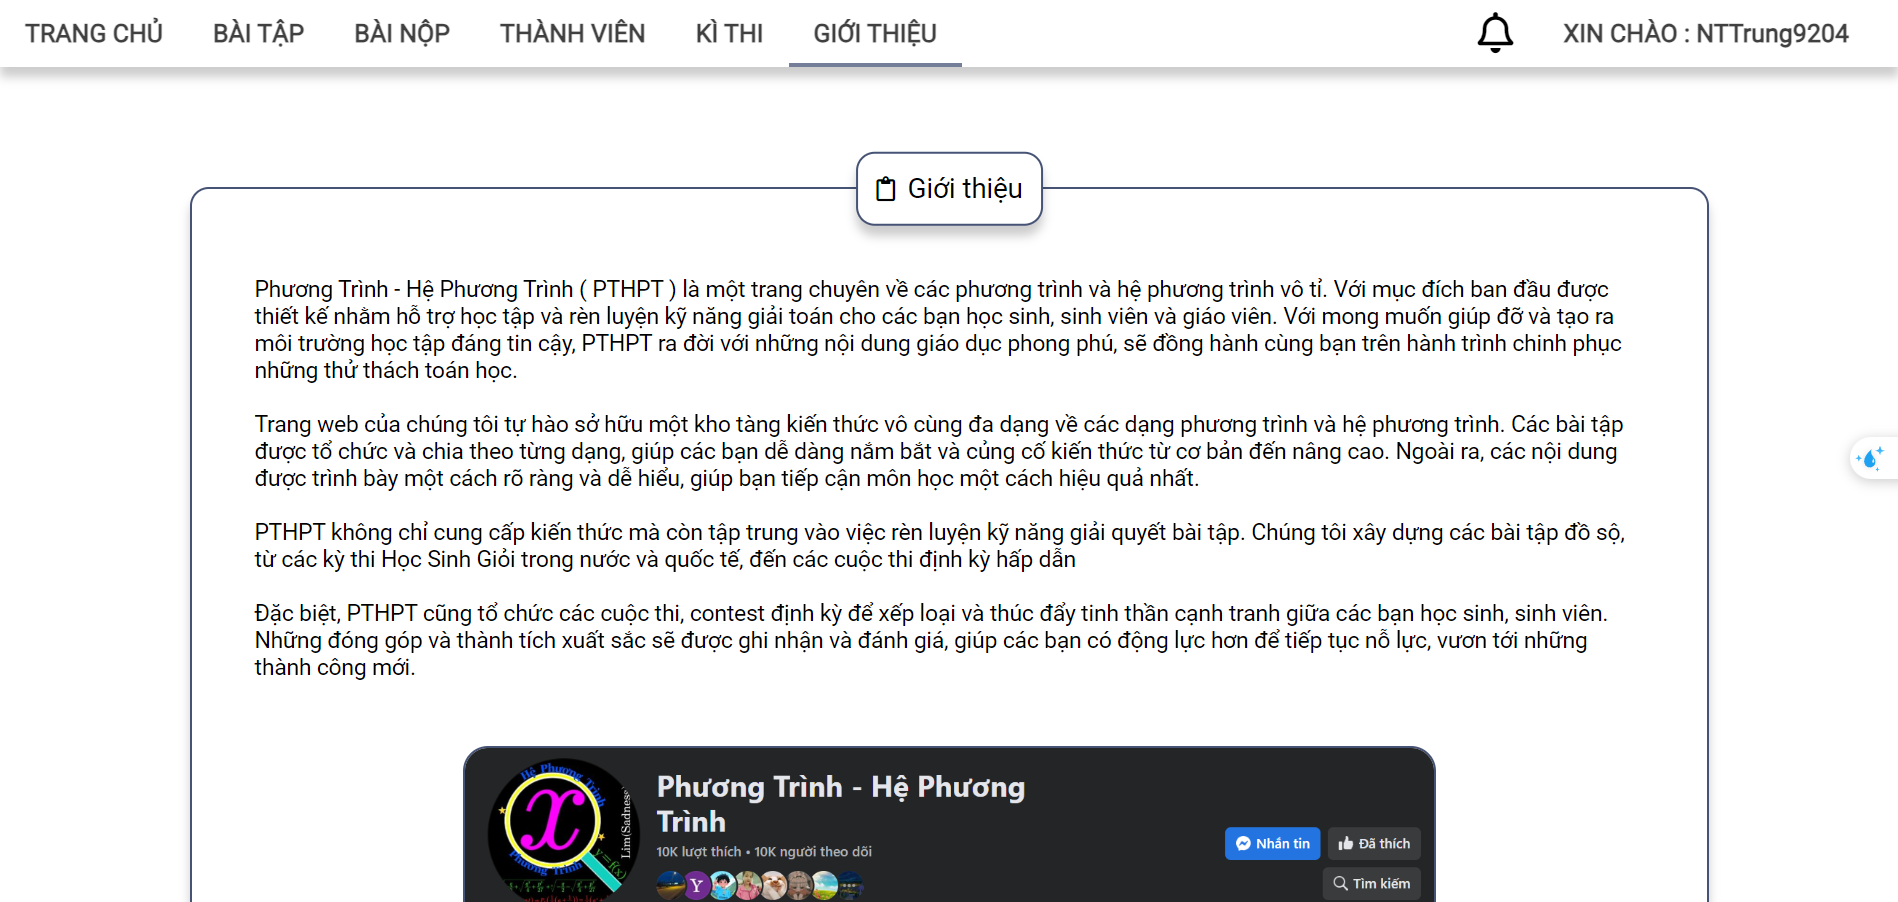 TRANG CHỦ BÀI TẬP BÀI NỘP THÀNH VIÊN KÌ THI GIỚI THIỆU XIN CHÀO : NTTrung9204
Giới thiệu
Phương Trình - Hệ Phương Trình ( PTHPT ) là một trang chuyên về các phương trình và hệ phương trình vô tỉ. Với mục đích ban đầu được
thiết kế nhằm hỗ trợ học tập và rèn luyện kỹ năng giải toán cho các bạn học sinh, sinh viên và giáo viên. Với mong muốn giúp đỡ và tạo ra
môi trường học tập đáng tin cậy, PTHPT ra đời với những nội dung giáo dục phong phú, sẽ đồng hành cùng bạn trên hành trình chinh phục
những thử thách toán học.
Trang web của chúng tôi tự hào sở hữu một kho tàng kiến thức vô cùng đa dạng về các dạng phương trình và hệ phương trình. Các bài tập
được tổ chức và chia theo từng dạng, giúp các bạn dễ dàng nắm bắt và củng cố kiến thức từ cơ bản đến nâng cao. Ngoài ra, các nội dung
được trình bày một cách rõ ràng và dễ hiểu, giúp bạn tiếp cận môn học một cách hiệu quả nhất.
PTHPT không chỉ cung cấp kiến thức mà còn tập trung vào việc rèn luyện kỹ năng giải quyết bài tập. Chúng tôi xây dựng các bài tập đồ sộ,
từ các kỳ thi Học Sinh Giỏi trong nước và quốc tế, đến các cuộc thi định kỳ hấp dẫn
Đặc biệt, PTHPT cũng tổ chức các cuộc thi, contest định kỳ để xếp loại và thúc đẩy tinh thần cạnh tranh giữa các bạn học sinh, sinh viên.
Những đóng góp và thành tích xuất sắc sẽ được ghi nhận và đánh giá, giúp các bạn có động lực hơn để tiếp tục nỗ lực, vươn tới những
thành công mới.
Hệ Phương Trình
x
Phương Trình
Lim(Sadness)
y=f(x)
Phương Trình - Hệ Phương
Trình
10K lượt thích • 10K người theo dõi
Y
Nhắn tin Đã thích
Tìm kiếm